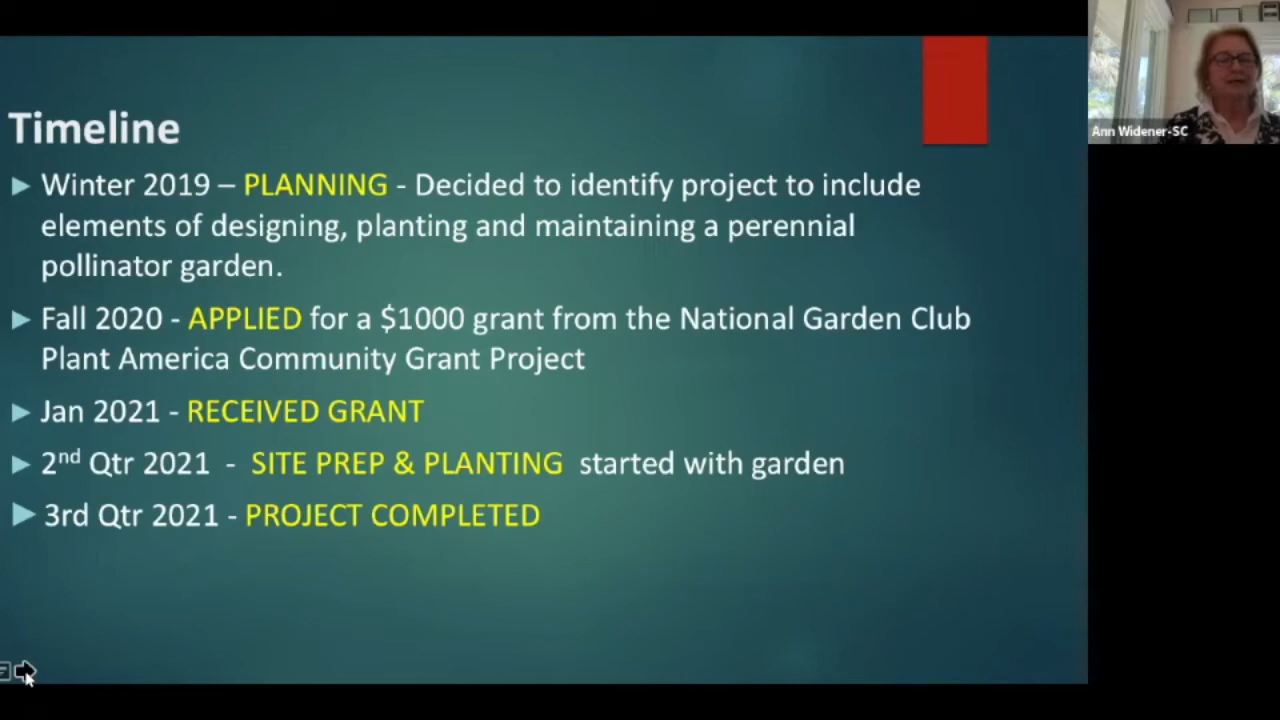 Timeline
Winter 2019 – PLANNING - Decided to identify project to include
elements of designing, planting and maintaining a perennial
pollinator garden.
Fall 2020 - APPLIED for a $1000 grant from the National Garden Club
Plant America Community Grant Project
Jan 2021 - RECEIVED GRANT
2nd Qtr 2021 - SITE PREP & PLANTING started with garden
3rd Qtr 2021 - PROJECT COMPLETED
Ann Widener-SC